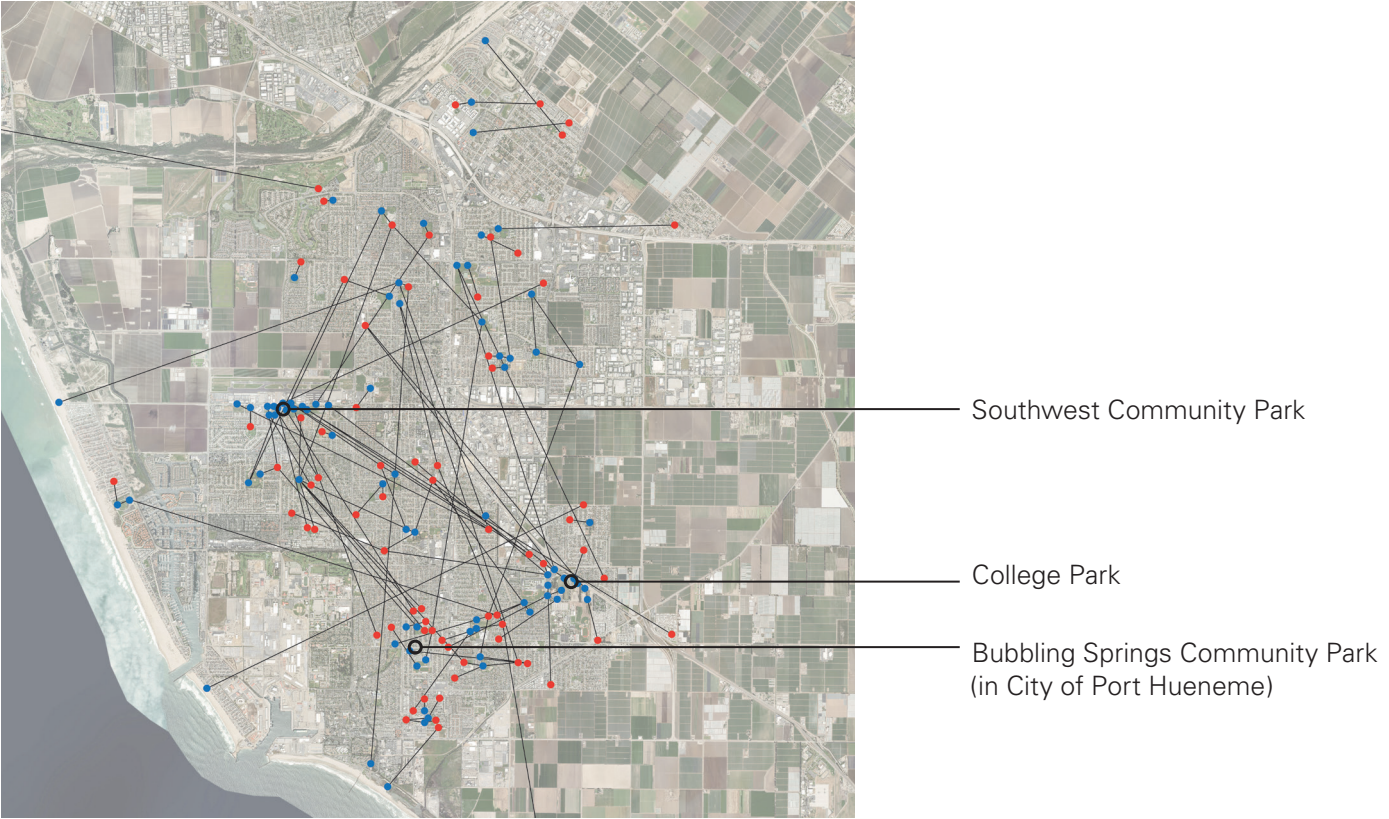 Southwest Community Park
College Park
Bubbling Springs Community Park
(in City of Port Hueneme)